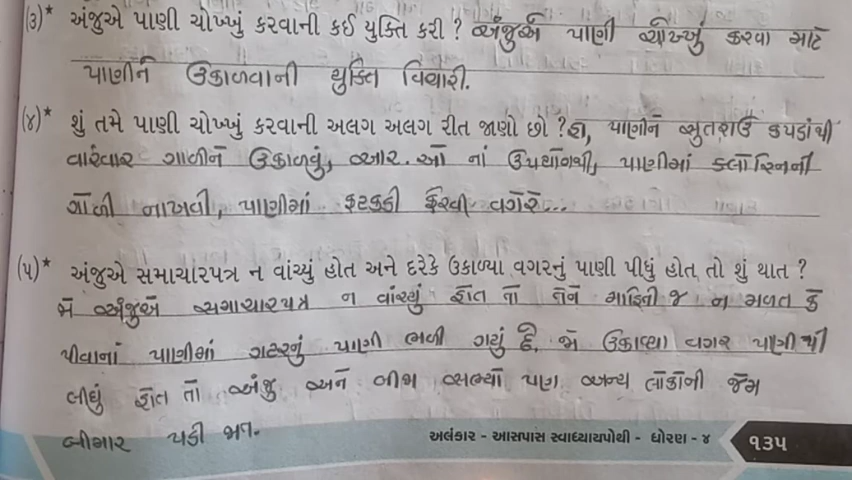 (૩)* અંજુએ પાણી ચોખ્ખું કરવાની કઈ યુક્તિ કરી ? અંજુએ પાણી ચોખ્ખું કરવા માટે
પાણીને ઉકાળવાની યુક્તિ વિચારી.
(૪)* શું તમે પાણી ચોખ્ખું કરવાની અલગ અલગ રીત જાણો છો ? હા, પાણીને સુતરાઉ કપડાંથી
વારંવાર ગાળીને ઉકાળવું, આર. ઓ નાં ઉપયોગથી, પાણીમાં ક્લોરિનની
ગોળી નાખવી, પાણીમાં ફટકડી ફેરવી વગેરે...
(૫)* અંજુએ સમાચારપત્ર ન વાંચ્યું હોત અને દરેકે ઉકાળ્યા વગરનું પાણી પીધું હોત તો શું થાત ?
જો અંજુએ સમાચારપત્ર ન વાંચ્યું હોત તો તેને માહિતી જ ન મળત કે
પીવાનાં પાણીમાં ગટરનું પાણી ભળી ગયું છે. જો ઉકાળ્યા વગર પાણી પી
લીધું હોત તો અંજુ અને બીજા સભ્યો પણ અન્ય લોકોની જેમ
બીમાર પડી જાત.
અલંકાર - આસપાસ સ્વાધ્યાયપોથી - ધોરણ - ૪ ૧૩૫